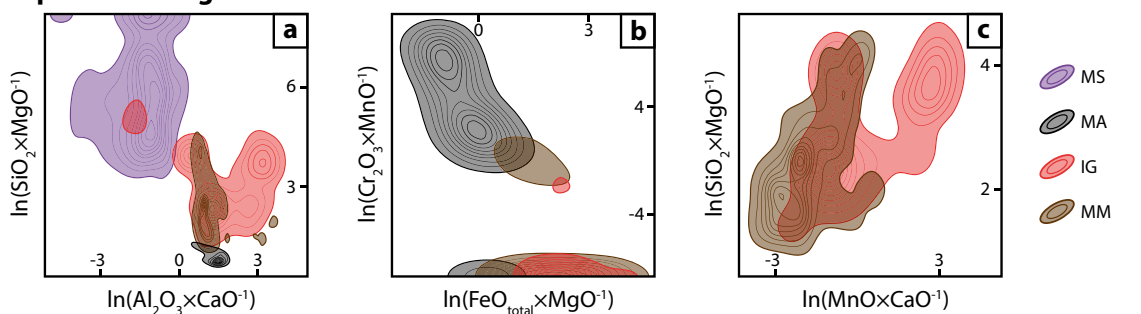 a
6
3
-3 0 3
ln(SiO2×MgO-1)
ln(Al2O3×CaO-1)
b
0 3
4
-4
ln(Cr2O3×MnO-1)
ln(FeOtotal×MgO-1)
c
4
2
-3 3
ln(SiO2×MgO-1)
ln(MnO×CaO-1)
MS
MA
IG
MM